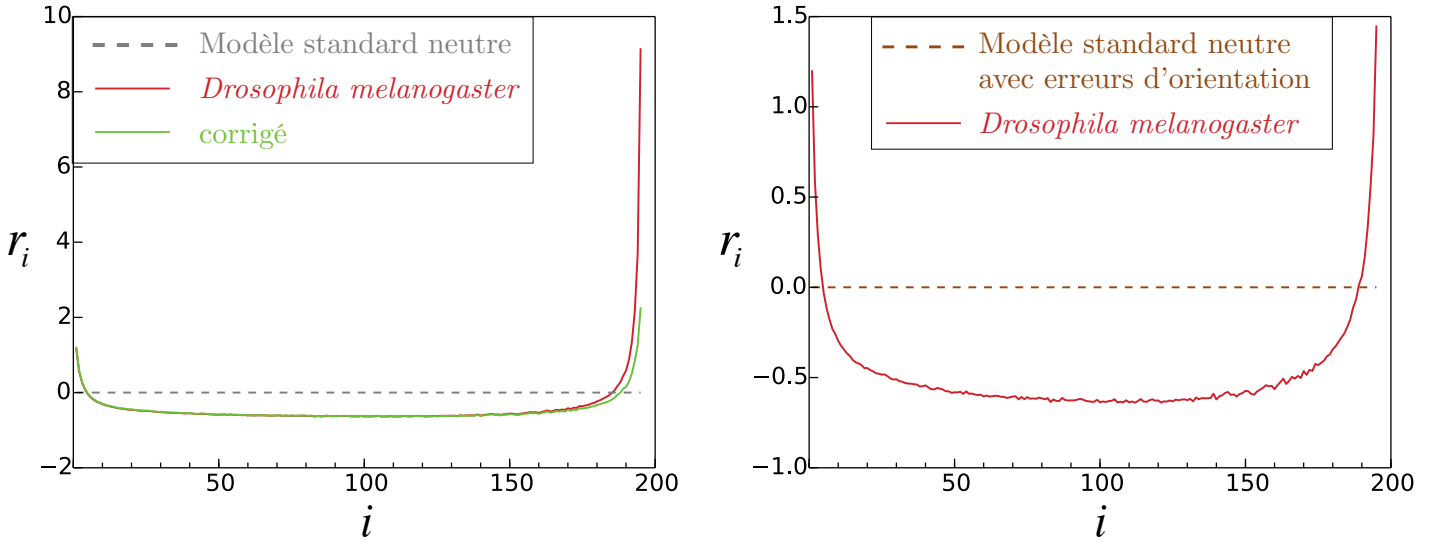 10
8
6
4
2
0
−2
50
100
150
200
r_i
i
Modèle standard neutre
Drosophila melanogaster
corrigé
1.5
1.0
0.5
0.0
−0.5
−1.0
50
100
150
200
r_i
i
Modèle standard neutre
avec erreurs d'orientation
Drosophila melanogaster